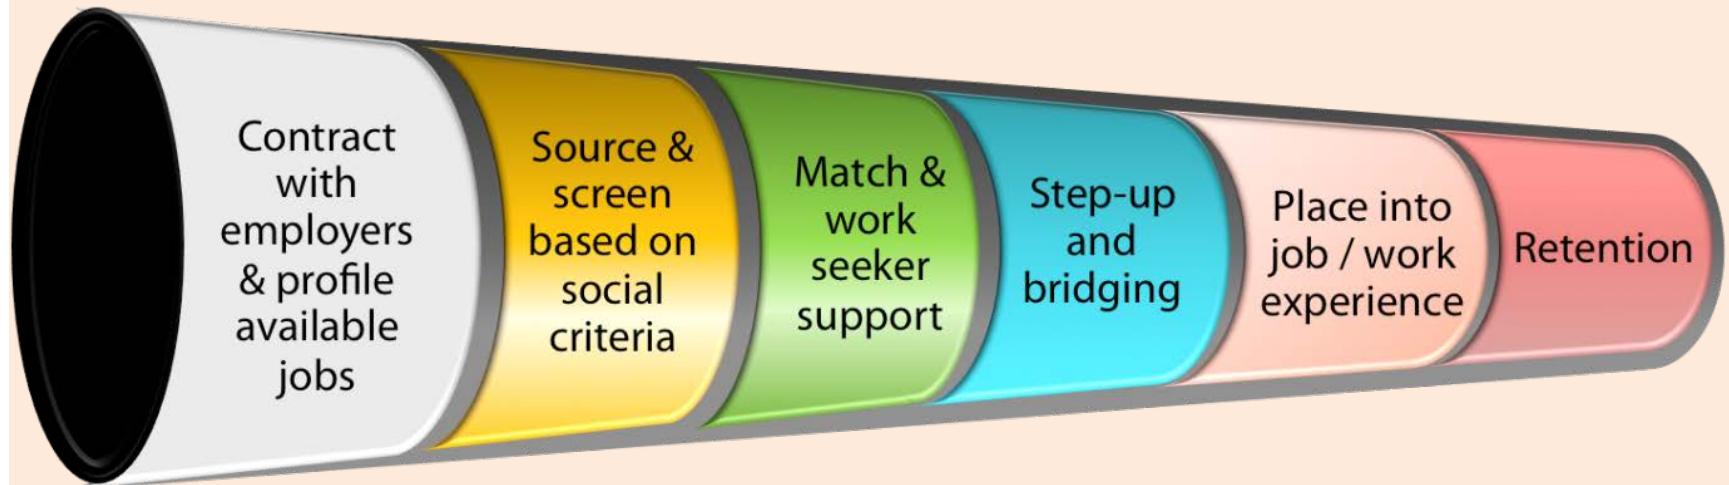 Contract
with
employers
& profile
available
jobs
Source &
screen
based on
social
criteria
Match &
work
seeker
support
Step-up
and
bridging
Place into
job / work
experience
Retention